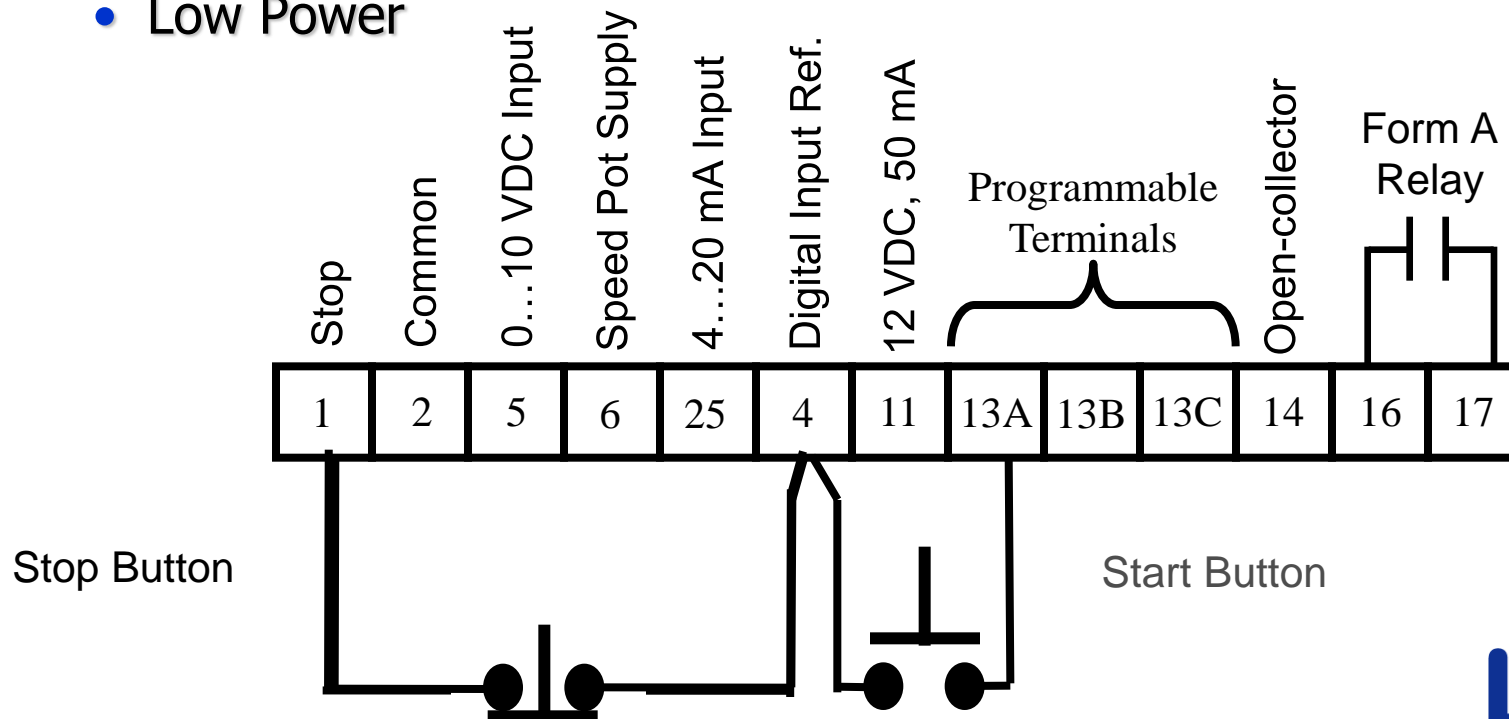 • Low Power
Stop
Common
0…10 VDC Input
Speed Pot Supply
4…20 mA Input
Digital Input Ref.
12 VDC, 50 mA
Programmable
Terminals
Open-collector
Form A
Relay
1 2 5 6 25 4 11 13A 13B 13C 14 16 17
Stop Button
Start Button